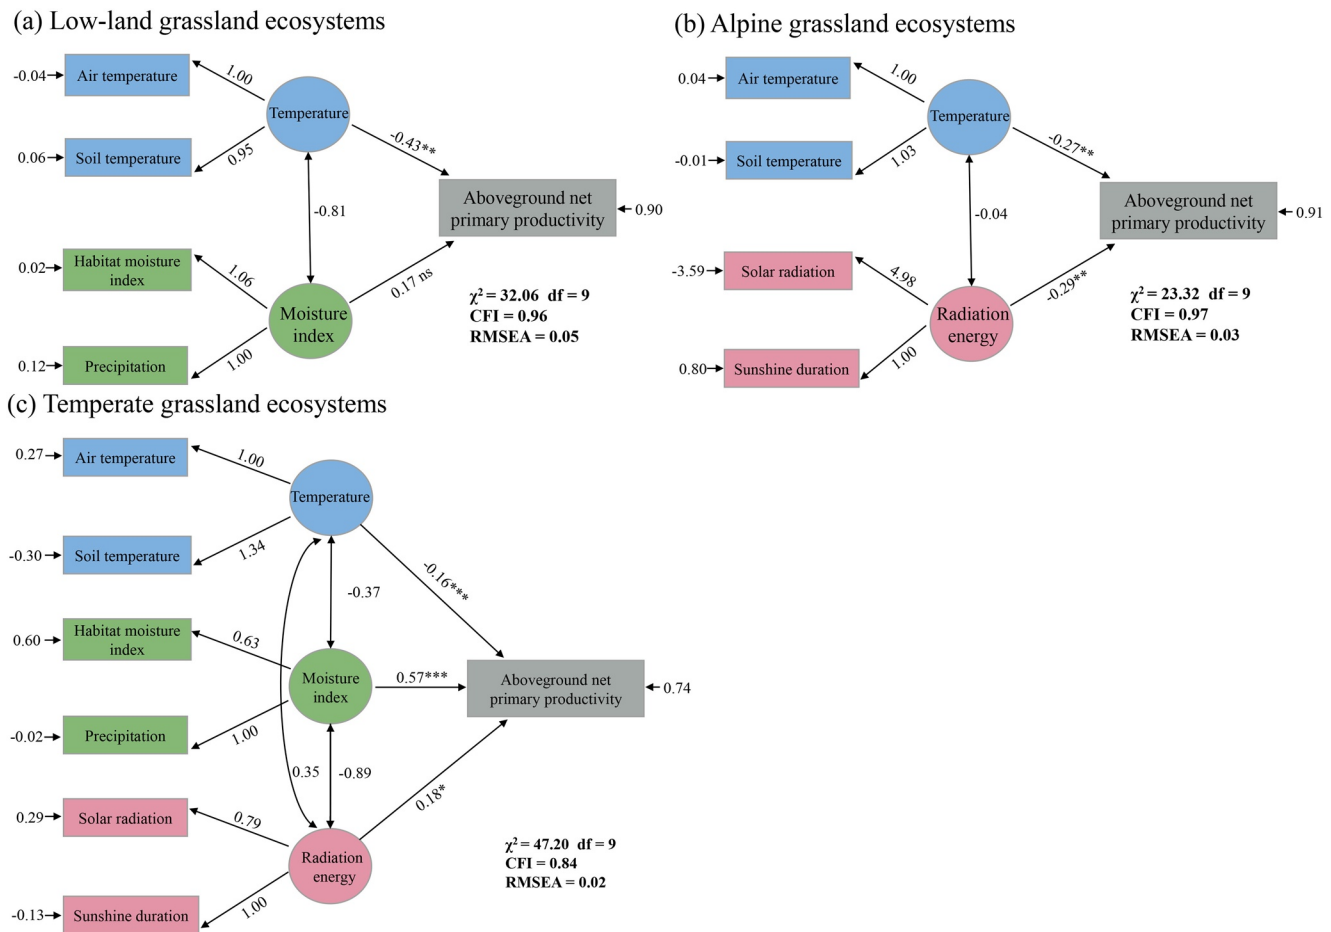 (a) Low-land grassland ecosystems
-0.04
Air temperature
1.00
Temperature
0.06
Soil temperature
0.95
-0.43**
-0.81
Aboveground net
primary productivity
0.90
0.02
Habitat moisture
index
1.06
Moisture
index
0.17 ns
0.12
Precipitation
1.00
χ² = 32.06 df = 9
CFI = 0.96
RMSEA = 0.05
(b) Alpine grassland ecosystems
0.04
Air temperature
1.00
Temperature
-0.01
Soil temperature
1.03
-0.27**
-0.04
Aboveground net
primary productivity
0.91
-3.59
Solar radiation
4.98
Radiation
energy
-0.29**
0.80
Sunshine duration
1.00
χ² = 23.32 df = 9
CFI = 0.97
RMSEA = 0.03
(c) Temperate grassland ecosystems
0.27
Air temperature
1.00
Temperature
-0.30
Soil temperature
1.34
-0.16***
-0.37
0.60
Habitat moisture
index
0.63
Moisture
index
0.57***
Aboveground net
primary productivity
0.74
-0.02
Precipitation
1.00
0.35
-0.89
0.18*
0.29
Solar radiation
0.79
Radiation
energy
-0.13
Sunshine duration
1.00
χ² = 47.20 df = 9
CFI = 0.84
RMSEA = 0.02